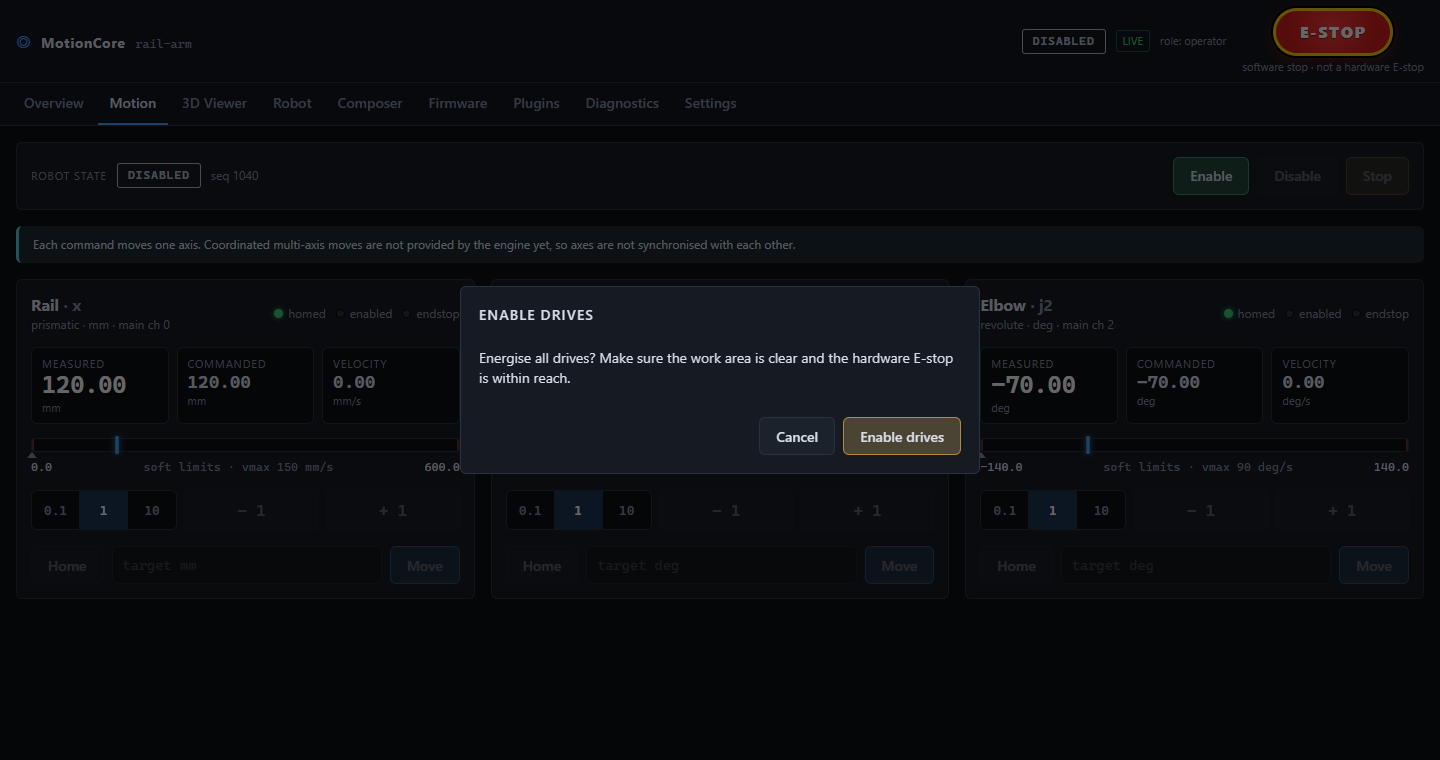 MotionCore rail-arm
DISABLED LIVE role: operator E-STOP
software stop · not a hardware E-stop
Overview Motion 3D Viewer Robot Composer Firmware Plugins Diagnostics Settings
ROBOT STATE DISABLED seq 1040 Enable Disable Stop
Each command moves one axis. Coordinated multi-axis moves are not provided by the engine yet, so axes are not synchronised with each other.
Rail · x homed enabled endstop
prismatic · mm · main ch 0
MEASURED COMMANDED VELOCITY
120.00 120.00 0.00
mm mm mm/s
0.0 soft limits · vmax 150 mm/s 600.0
0.1 1 10 − 1 + 1
Home target mm Move
ENABLE DRIVES
Energise all drives? Make sure the work area is clear and the hardware E-stop
is within reach.
Cancel Enable drives
0.1 1 10 − 1 + 1
Home target deg Move
Elbow · j2 homed enabled endstop
revolute · deg · main ch 2
MEASURED COMMANDED VELOCITY
−70.00 −70.00 0.00
deg deg deg/s
−140.0 soft limits · vmax 90 deg/s 140.0
0.1 1 10 − 1 + 1
Home target deg Move